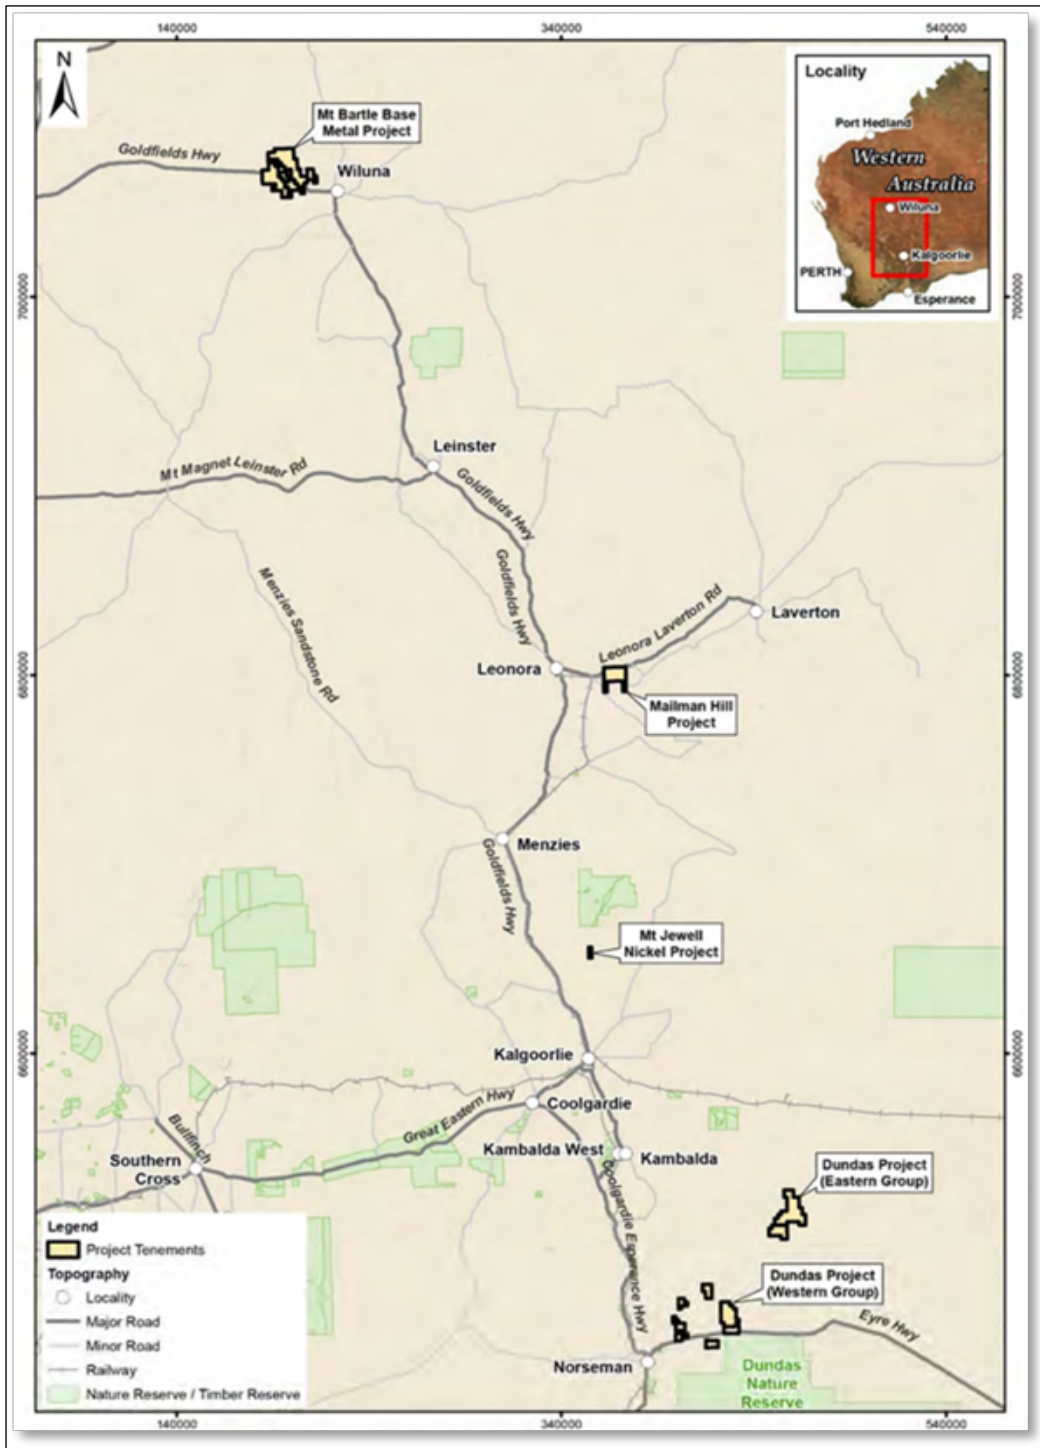 140000
340000
540000
N
Locality
Port Hedland
Western
Australia
Wiluna
Kalgoorlie
PERTH
Esperance
Mt Bartle Base
Metal Project
Goldfields Hwy
Wiluna
7000000
7000000
Leinster
Mt Magnet Leinster Rd
Goldfields Hwy
Goldfields Hwy
Menzies Sandstone Rd
Leonora Laverton Rd
Laverton
Leonora
6800000
6800000
Mailman Hill
Project
Menzies
Goldfields Hwy
Mt Jewell
Nickel Project
Kalgoorlie
6600000
6600000
Coolgardie
Great Eastern Hwy
Bullfinch
Kambalda West
Kambalda
Southern
Cross
Coolgardie Esperance Hwy
Dundas Project
(Eastern Group)
Dundas Project
(Western Group)
Eyre Hwy
Norseman
Dundas
Nature
Reserve
Legend
Project Tenements
Topography
Locality
Major Road
Minor Road
Railway
Nature Reserve / Timber Reserve
140000
340000
540000